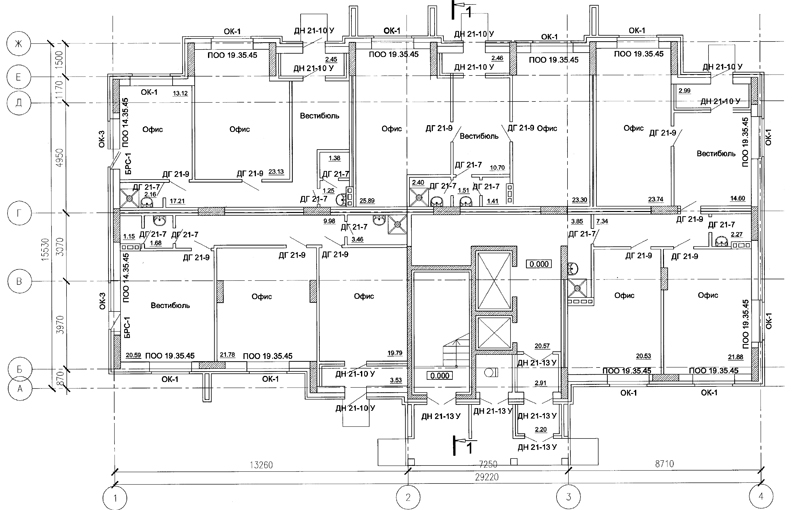 1
ОК-1
ДН 21-10 У
ОК-1
ДН 21-10 У
ОК-1
ОК-1
Ж
ПОО 19.35.45
2.45
ПОО 19.35.45
2.46
ПОО 19.35.45
ПОО 19.35.45
ДН 21-10 У
1500
ДН 21-10 У
ДН 21-10 У
Е
ОК-1
13.12
2.99
ДН 21-10 У
1170
Д
ПОО 14.35.45
ОК-3
Офис
Офис
Вестибюль
Офис
ДГ 21-9
Вестибюль
ДГ 21-9
Офис
Офис
ДГ 21-9
Вестибюль
ОК-1
ПОО 19.35.45
4950
БРС-1
1.38
ДГ 21-7
10.70
ДГ 21-9
23.13
ДГ 21-7
2.40
ДГ 21-7
ДГ 21-7
2.16
17.21
ДГ 21-9
1.25
25.89
1.51
1.41
23.30
23.74
14.60
Г
9.98
3.85
7.34
ДГ 21-9
1.15
ДГ 21-7
ДГ 21-7
1.68
ДГ 21-9
3.46
ДГ 21-7
ДГ 21-7
2.27
ДГ 21-9
ДГ 21-9
ДГ 21-9
ДГ 21-9
ДГ 21-9
15530
3070
ПОО 14.35.45
0.000
В
ОК-3
Вестибюль
Офис
Офис
Офис
Офис
ПОО 19.35.45
ОК-1
БРС-1
3970
20.59
ПОО 19.35.45
21.78
ПОО 19.35.45
19.79
20.57
20.53
21.88
Б
ДН 21-10 У
0.000
ДН 21-13 У
ПОО 19.35.45
ПОО 19.35.45
ОК-1
ОК-1
3.53
2.91
А
870
ДН 21-10 У
ДН 21-13 У
ДН 21-13 У
ДН 21-13 У
ОК-1
ОК-1
2.20
1
ДН 21-13 У
13260
7250
8710
29220
1
2
3
4